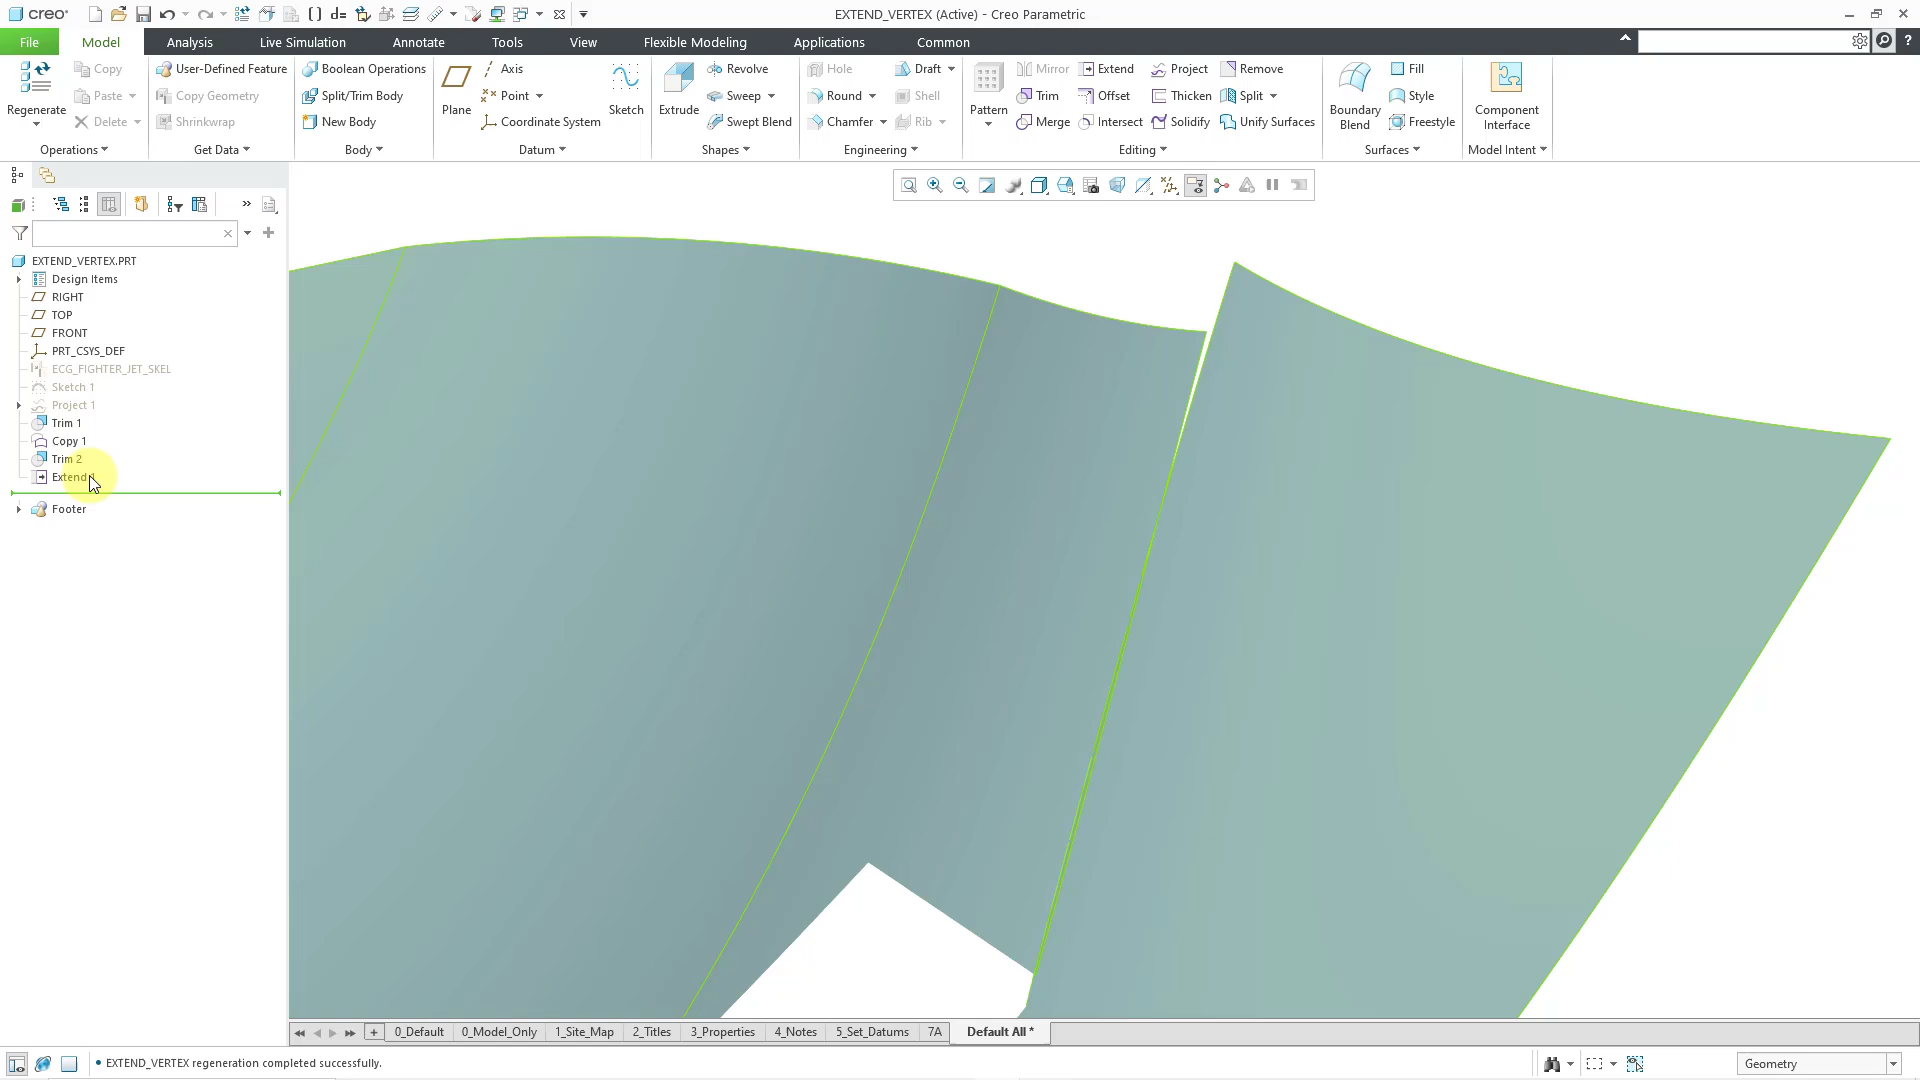 creo
EXTEND_VERTEX (Active) - Creo Parametric
File Model Analysis Live Simulation Annotate Tools View Flexible Modeling Applications Common
Regenerate
Copy
Paste
Delete
Operations
User-Defined Feature
Copy Geometry
Shrinkwrap
Get Data
Boolean Operations
Split/Trim Body
New Body
Body
Plane
Axis
Point
Coordinate System
Sketch
Datum
Extrude
Revolve
Sweep
Swept Blend
Shapes
Hole
Round
Chamfer
Draft
Shell
Rib
Engineering
Pattern
Mirror
Trim
Merge
Extend
Offset
Intersect
Project
Thicken
Solidify
Remove
Split
Unify Surfaces
Editing
Boundary
Blend
Fill
Style
Freestyle
Surfaces
Component
Interface
Model Intent
EXTEND_VERTEX.PRT
Design Items
RIGHT
TOP
FRONT
PRT_CSYS_DEF
ECG_FIGHTER_JET_SKEL
Sketch 1
Project 1
Trim 1
Copy 1
Trim 2
Extend 1
Footer
0_Default 0_Model_Only 1_Site_Map 2_Titles 3_Properties 4_Notes 5_Set_Datums 7A Default All *
• EXTEND_VERTEX regeneration completed successfully.
Geometry